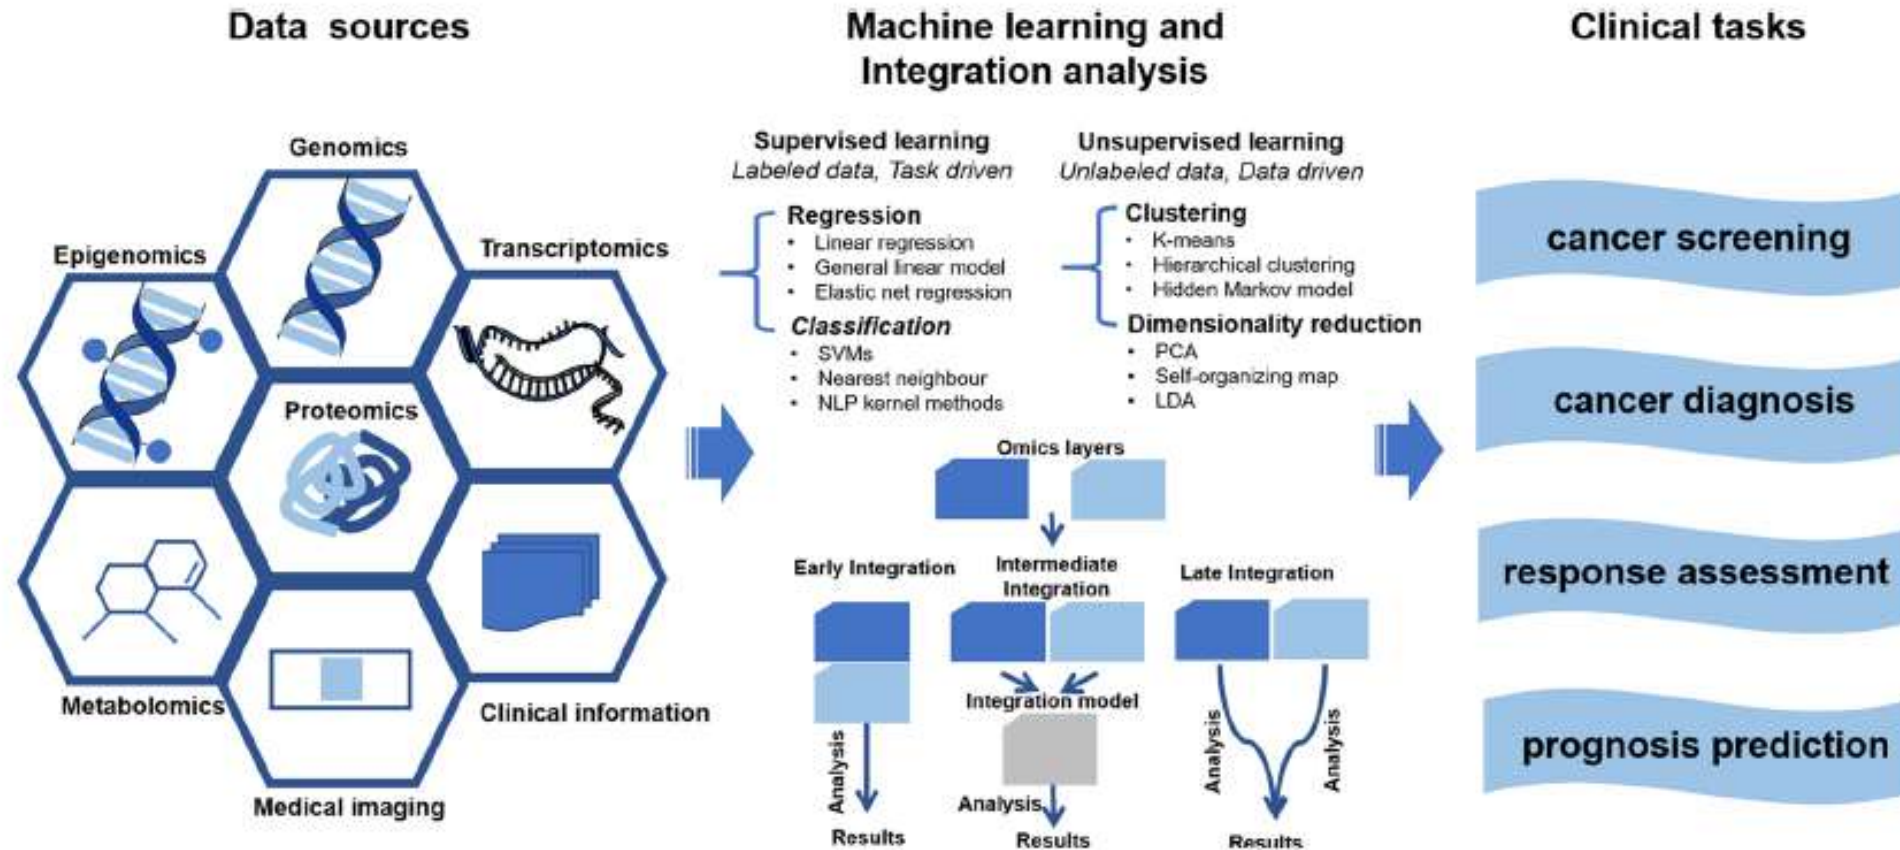 Data sources
Genomics
Epigenomics
Transcriptomics
Proteomics
Metabolomics
Clinical information
Medical imaging
Machine learning and
Integration analysis
Supervised learning
Labeled data, Task driven
Regression
• Linear regression
• General linear model
• Elastic net regression
Classification
• SVMs
• Nearest neighbour
• NLP kernel methods
Unsupervised learning
Unlabeled data, Data driven
Clustering
• K-means
• Hierarchical clustering
• Hidden Markov model
Dimensionality reduction
• PCA
• Self-organizing map
• LDA
Omics layers
Early Integration
Analysis
Results
Intermediate
Integration
Integration model
Analysis
Results
Late Integration
Analysis
Analysis
Results
Clinical tasks
cancer screening
cancer diagnosis
response assessment
prognosis prediction